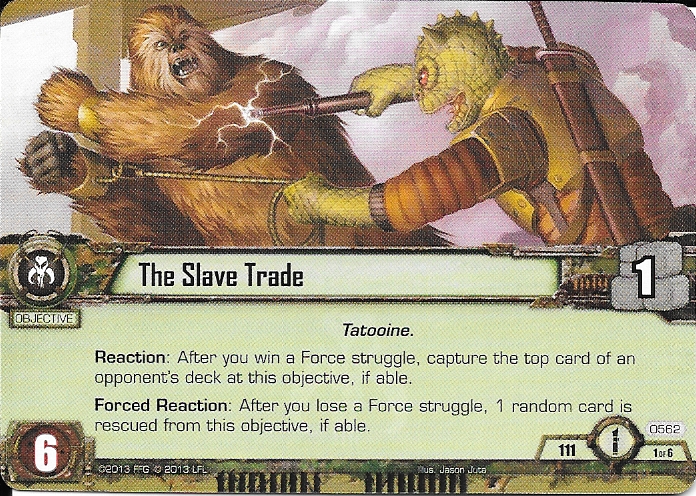 The Slave Trade
1
OBJECTIVE
Tatooine.
Reaction: After you win a Force struggle, capture the top card of an
opponent's deck at this objective, if able.
Forced Reaction: After you lose a Force struggle, 1 random card is
rescued from this objective, if able.
0562
6
111
1 OF 6
©2013 FFG © 2013 LFL
Illus. Jason Juta